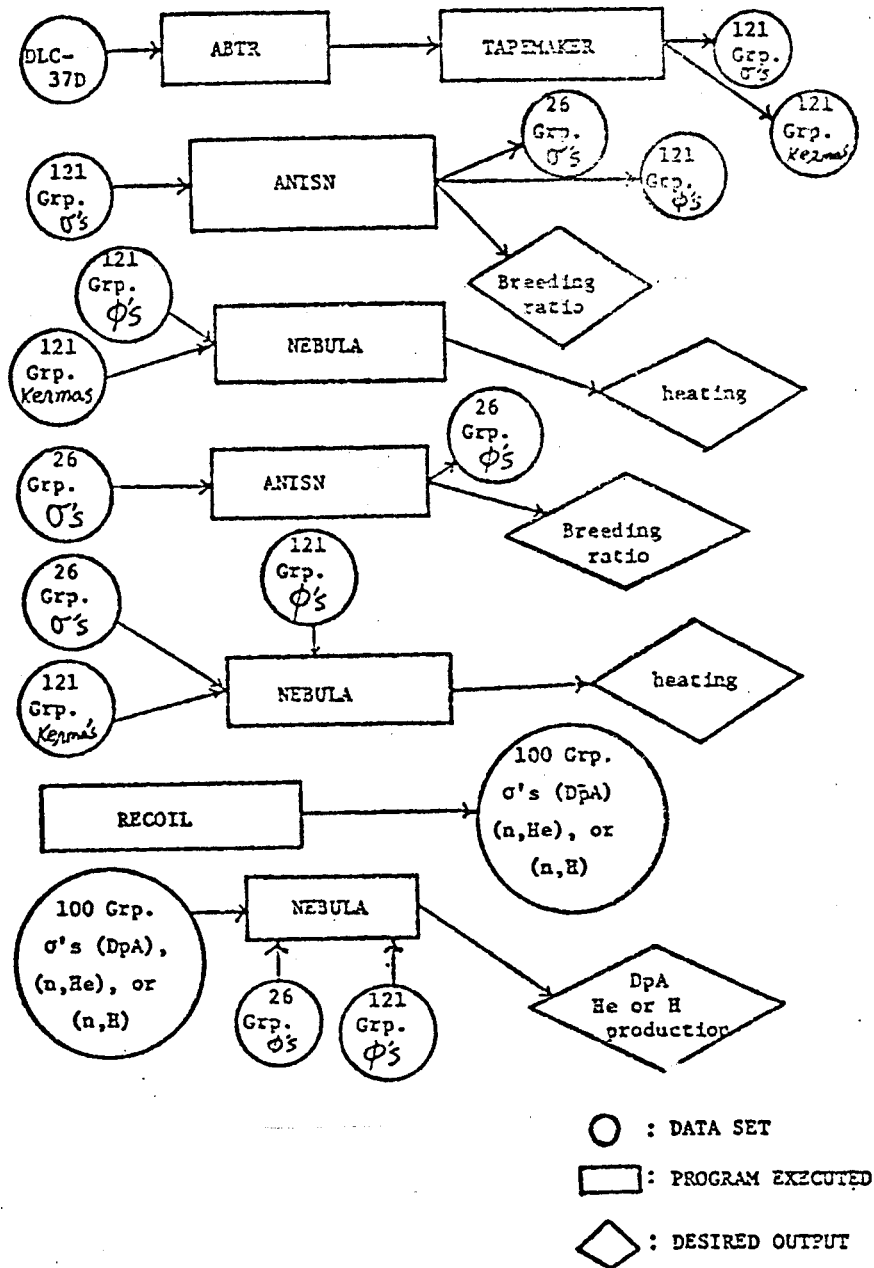 DLC-
37D
ABTR
TAPEMAKER
121
Grp.
σ's
121
Grp.
Kermas
121
Grp.
σ's
ANISN
26
Grp.
σ's
121
Grp.
ϕ's
Breeding
ratio
121
Grp.
ϕ's
121
Grp.
Kermas
NEBULA
heating
26
Grp.
σ's
ANISN
26
Grp.
ϕ's
Breeding
ratio
26
Grp.
σ's
121
Grp.
Kerma's
121
Grp.
ϕ's
NEBULA
heating
RECOIL
100 Grp.
σ's (DpA)
(n,He), or
(n,H)
100 Grp.
σ's (DpA),
(n,He), or
(n,H)
NEBULA
26
Grp.
ϕ's
121
Grp.
ϕ's
DpA
He or H
production
: DATA SET
: PROGRAM EXECUTED
: DESIRED OUTPUT